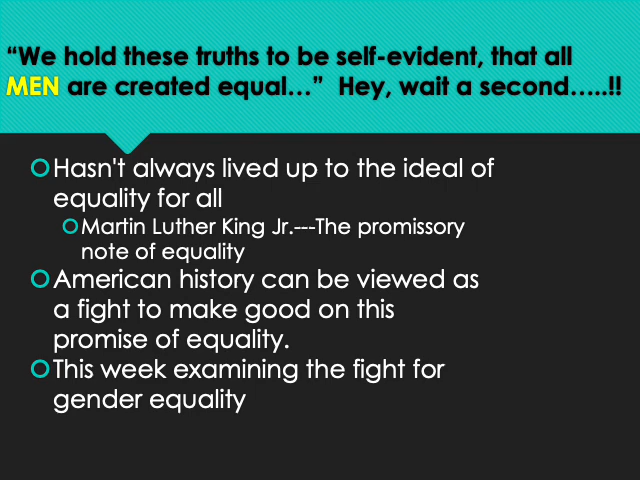 “We hold these truths to be self-evident, that all
MEN are created equal…” Hey, wait a second…..!!
Hasn't always lived up to the ideal of
equality for all
Martin Luther King Jr.---The promissory
note of equality
American history can be viewed as
a fight to make good on this
promise of equality.
This week examining the fight for
gender equality